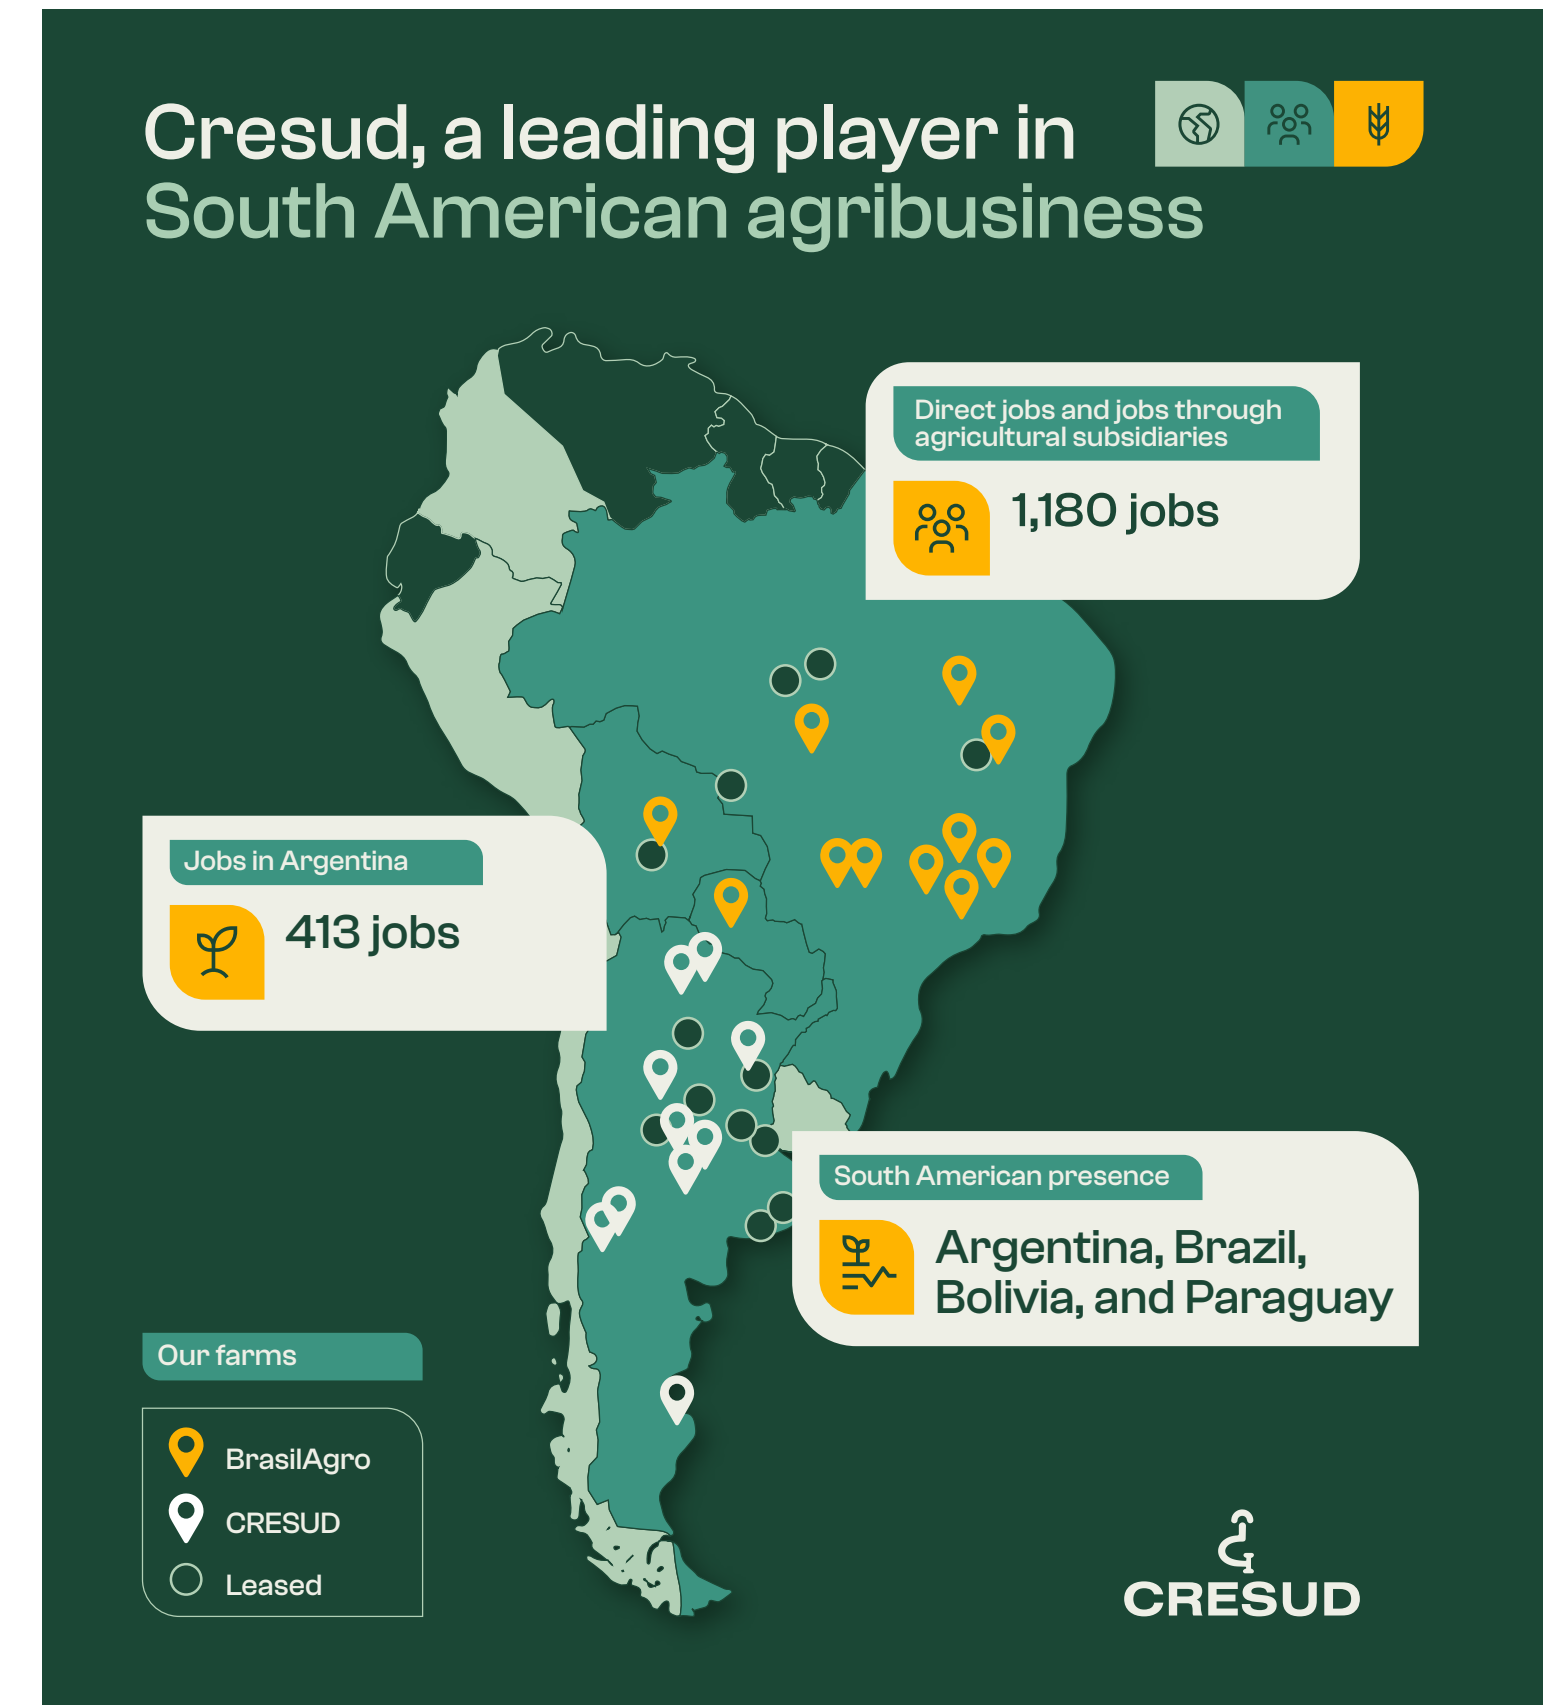 Cresud, a leading player in
South American agribusiness
Direct jobs and jobs through
agricultural subsidiaries
1,180 jobs
Jobs in Argentina
413 jobs
South American presence
Argentina, Brazil,
Bolivia, and Paraguay
Our farms
BrasilAgro
CRESUD
Leased
CRESUD